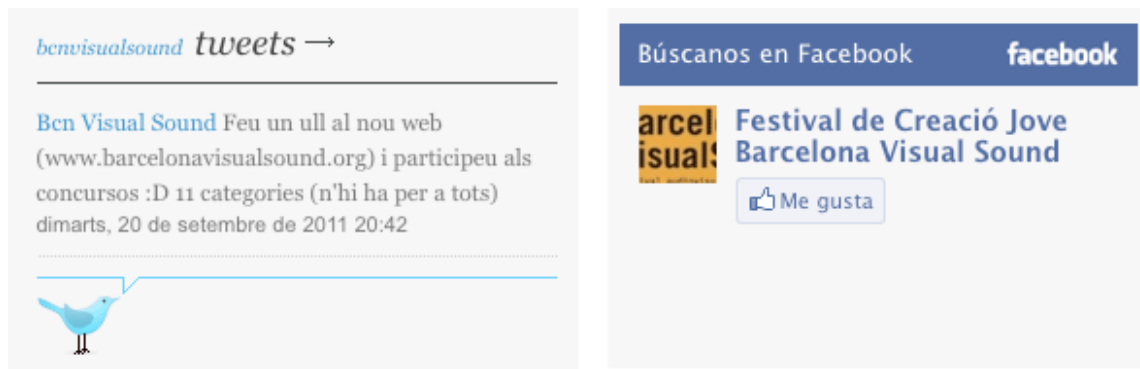 bcnvisualsound tweets →
Bcn Visual Sound Feu un ull al nou web
(www.barcelonavisualsound.org) i participeu als
concursos :D 11 categories (n'hi ha per a tots)
dimarts, 20 de setembre de 2011 20:42
Búscanos en Facebook facebook
arcel
isualS
Festival de Creació Jove
Barcelona Visual Sound
Me gusta